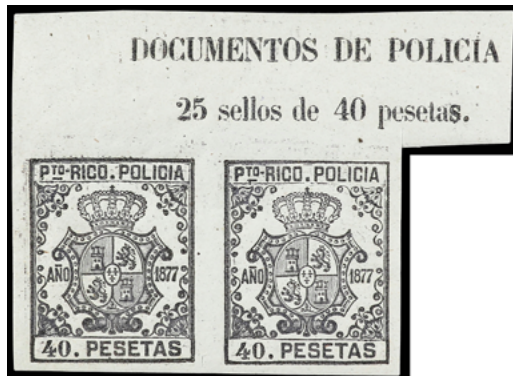 DOCUMENTOS DE POLICÍA
25 sellos de 40 pesetas.
PTO-RICO. POLICIA
AÑO 1877
40. PESETAS
PTO-RICO. POLICIA
AÑO 1877
40. PESETAS